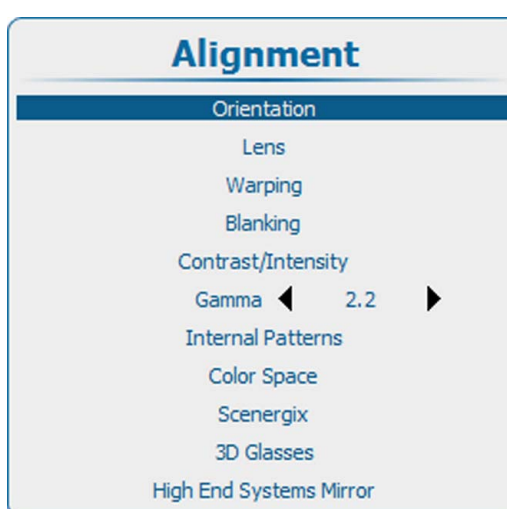 Alignment
Orientation
Lens
Warping
Blanking
Contrast/Intensity
Gamma 2.2
Internal Patterns
Color Space
Scenergix
3D Glasses
High End Systems Mirror